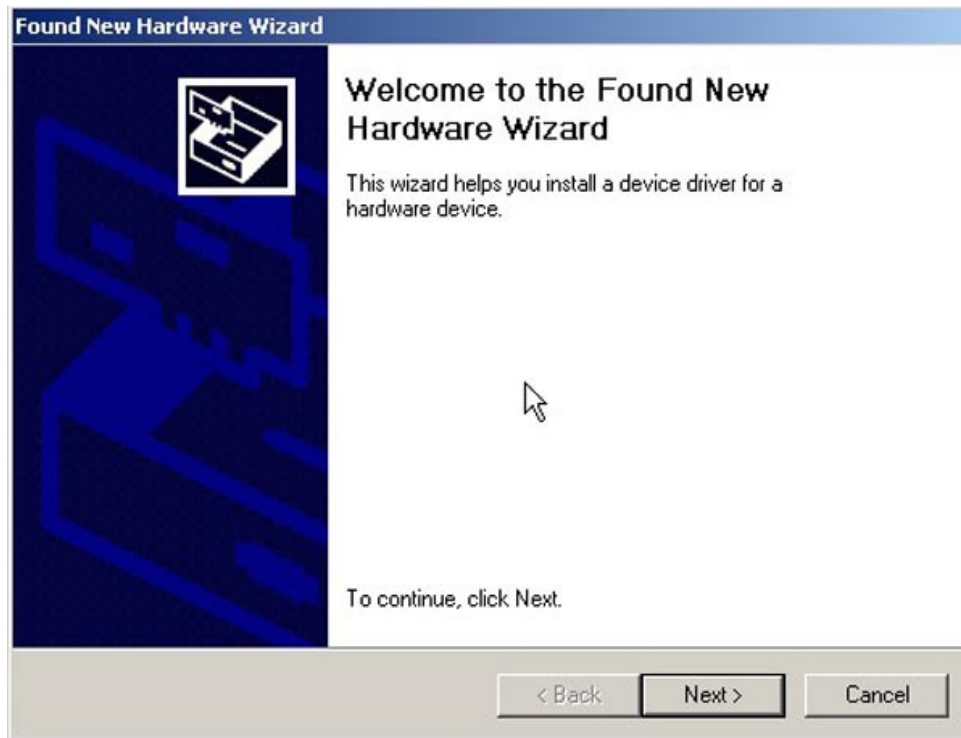 Found New Hardware Wizard
Welcome to the Found New
Hardware Wizard
This wizard helps you install a device driver for a
hardware device.
To continue, click Next.
< Back
Next >
Cancel